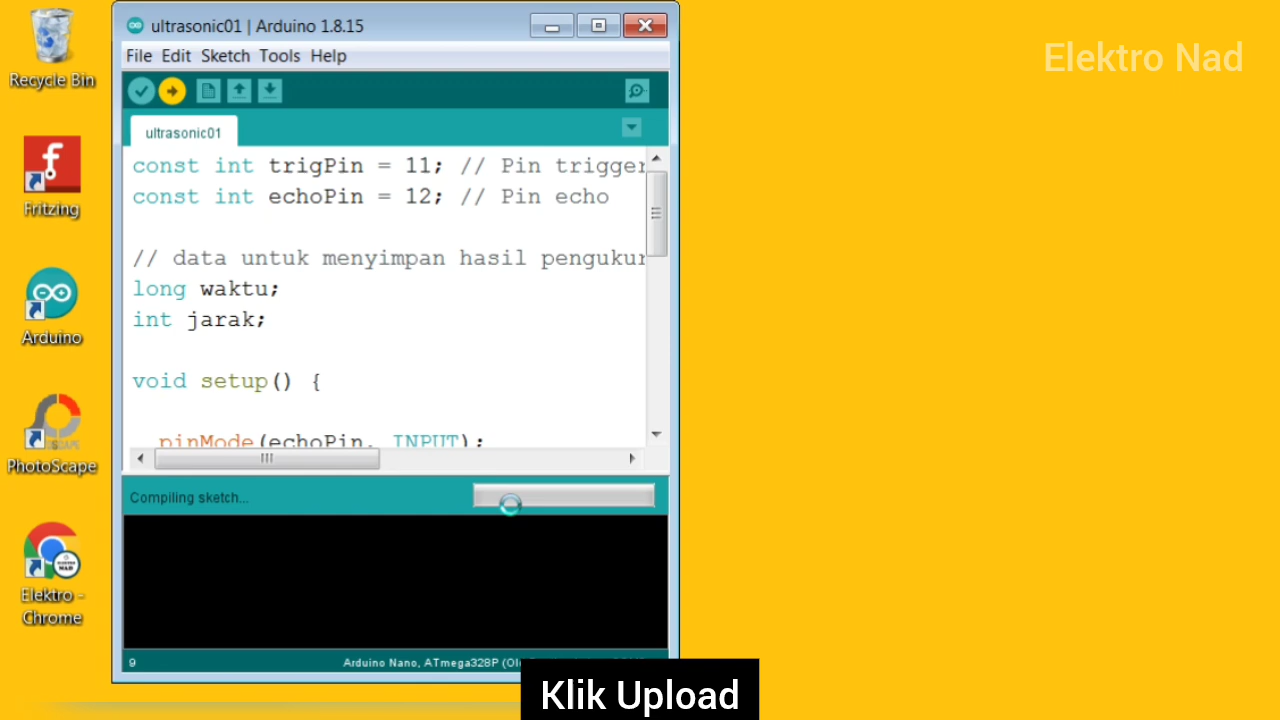 Recycle Bin
Fritzing
Arduino
PhotoScape
Elektro -
Chrome
ultrasonic01 | Arduino 1.8.15
File Edit Sketch Tools Help
ultrasonic01
const int trigPin = 11; // Pin trigger
const int echoPin = 12; // Pin echo
// data untuk menyimpan hasil pengukur
long waktu;
int jarak;
void setup() {
pinMode(echoPin, INPUT);
Compiling sketch...
9
Arduino Nano, ATmega328P
Elektro Nad
Klik Upload